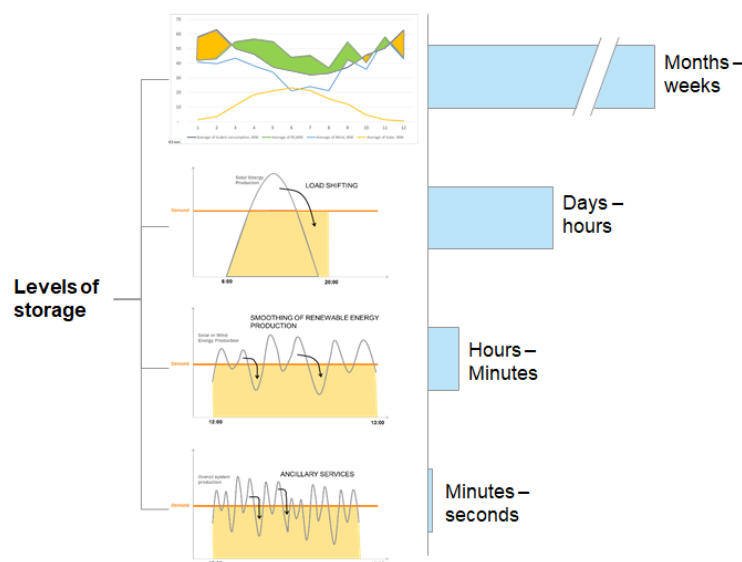 Levels of
storage
70
60
50
40
30
20
10
1 2 3 4 5 6 7 8 9 10 11 12
Months –
weeks
Solar Energy
Production
LOAD SHIFTING
Demand
6:00 20:00
Days –
hours
SMOOTHING OF RENEWABLE ENERGY
PRODUCTION
Solar or Wind
Energy Production
Demand
12:00 13:00
Hours –
Minutes
ANCILLARY SERVICES
Overall system
production
Demand
Minutes –
seconds